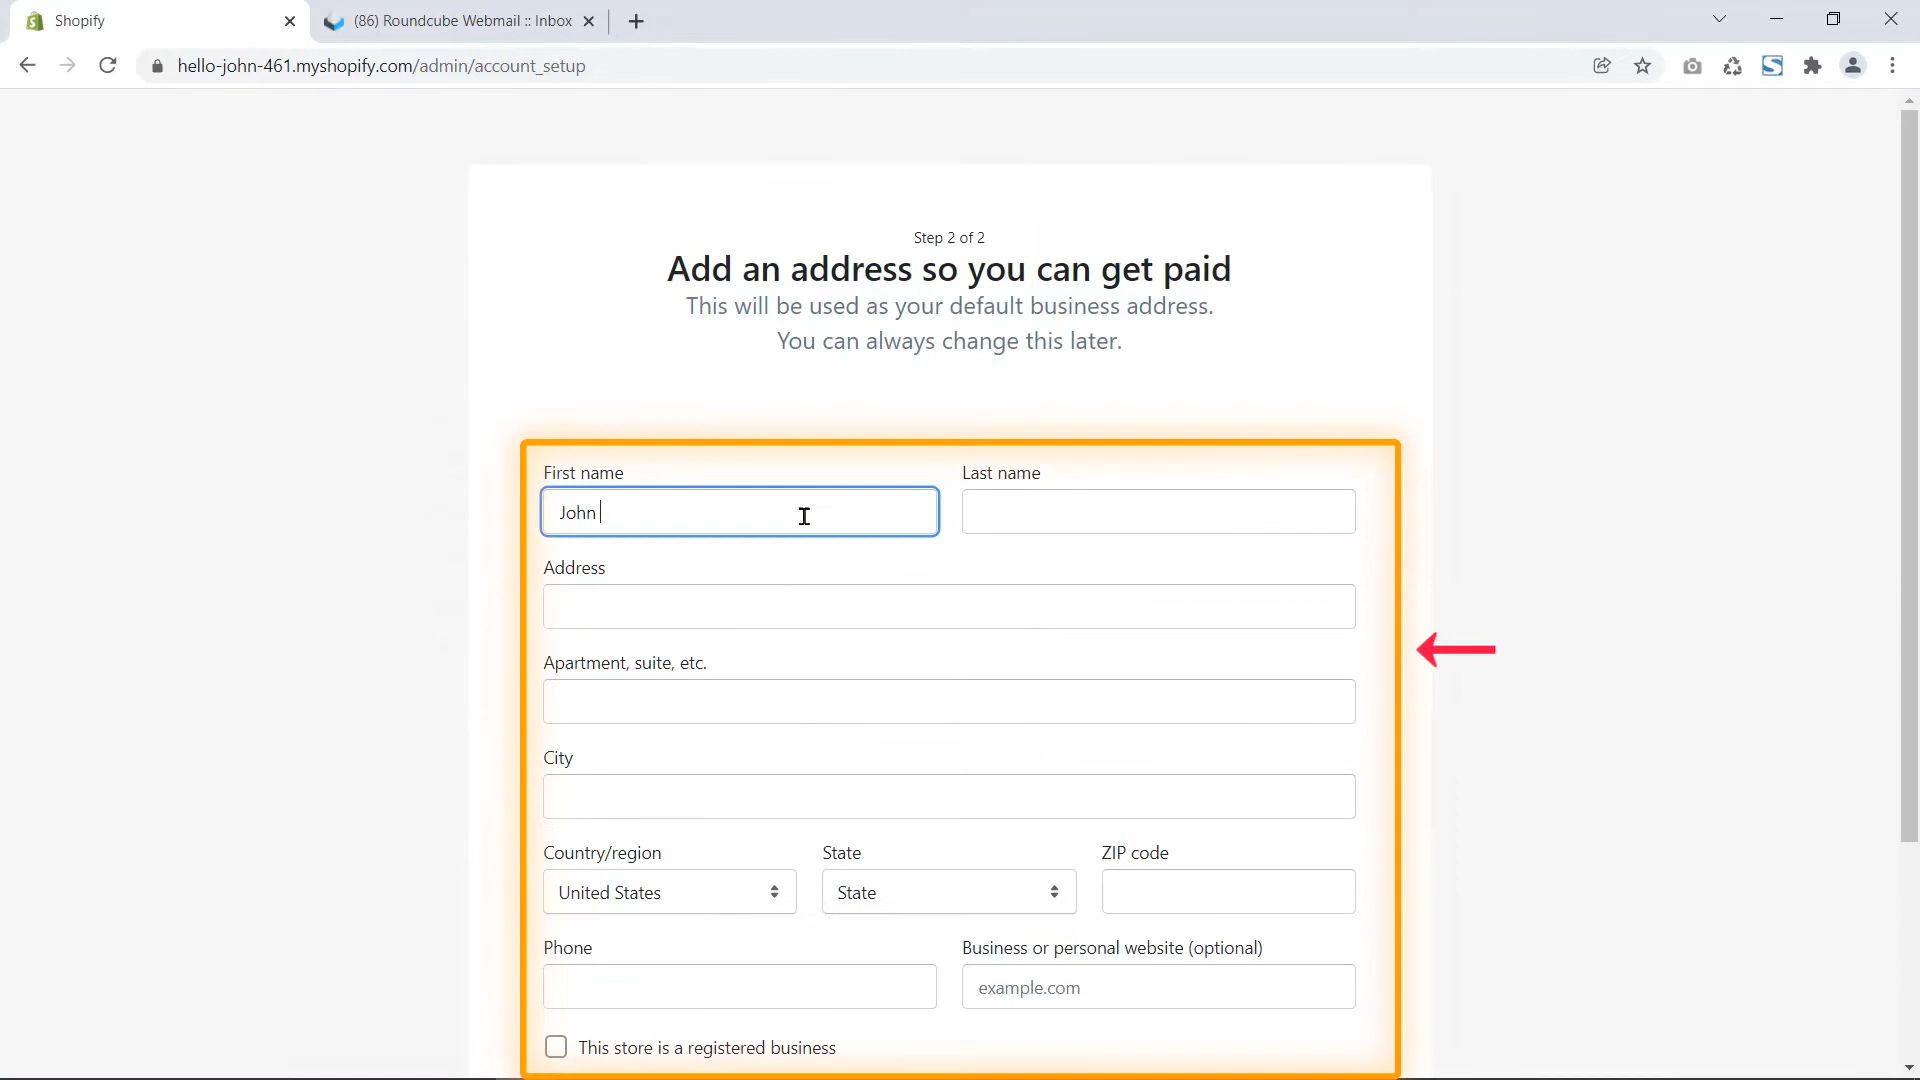 Shopify
(86) Roundcube Webmail :: Inbox
hello-john-461.myshopify.com/admin/account_setup
Step 2 of 2
Add an address so you can get paid
This will be used as your default business address.
You can always change this later.
First name
Last name
John
Address
Apartment, suite, etc.
City
Country/region
State
ZIP code
United States
State
Phone
Business or personal website (optional)
example.com
This store is a registered business